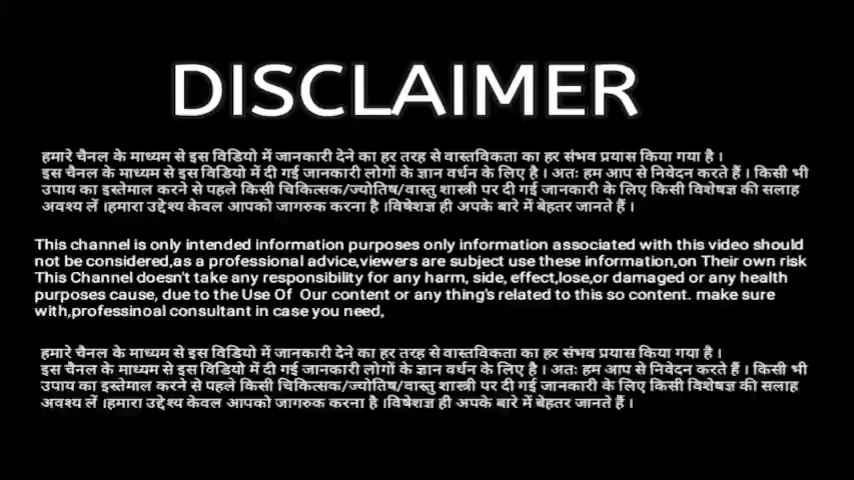 DISCLAIMER
हमारे चैनल के माध्यम से इस विडियो में जानकारी देने का हर तरह से वास्तविकता का हर संभव प्रयास किया गया है ।
इस चैनल के माध्यम से इस विडियो में दी गई जानकारी लोगों के ज्ञान वर्धन के लिए है । अतः हम आप से निवेदन करते हैं । किसी भी
उपाय का इस्तेमाल करने से पहले किसी चिकित्सक/ज्योतिष/वास्तु शास्त्री पर दी गई जानकारी के लिए किसी विशेषज्ञ की सलाह
अवश्य लें ।हमारा उद्देश्य केवल आपको जागरुक करना है ।विषेशज्ञ ही अपके बारे में बेहतर जानते हैं ।
This channel is only intended information purposes only information associated with this video should
not be considered,as a professional advice,viewers are subject use these information,on Their own risk
This Channel doesn't take any responsibility for any harm, side, effect,lose,or damaged or any health
purposes cause, due to the Use Of Our content or any thing's related to this so content. make sure
with,professinoal consultant in case you need,
हमारे चैनल के माध्यम से इस विडियो में जानकारी देने का हर तरह से वास्तविकता का हर संभव प्रयास किया गया है ।
इस चैनल के माध्यम से इस विडियो में दी गई जानकारी लोगों के ज्ञान वर्धन के लिए है । अतः हम आप से निवेदन करते हैं । किसी भी
उपाय का इस्तेमाल करने से पहले किसी चिकित्सक/ज्योतिष/वास्तु शास्त्री पर दी गई जानकारी के लिए किसी विशेषज्ञ की सलाह
अवश्य लें ।हमारा उद्देश्य केवल आपको जागरुक करना है ।विषेशज्ञ ही अपके बारे में बेहतर जानते हैं ।